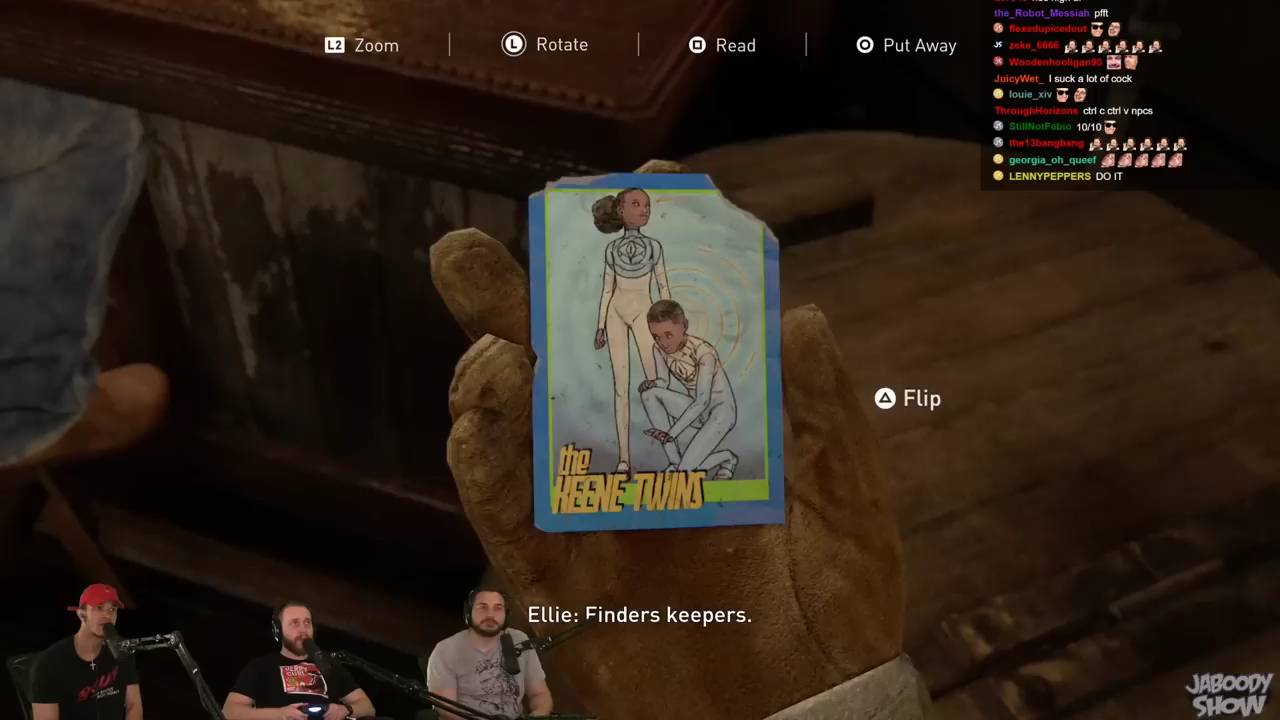 L2 Zoom
L Rotate
Read
Put Away
the_Robot_Messiah pfft
flexedupicedout
zeke_6666
Woodenhooligan90
JuicyWet_ I suck a lot of cock
louie_xiv
ThroughHorizons ctrl c ctrl v npcs
StillNotFabio 10/10
the13bangbang
georgia_oh_queef
LENNYPEPPERS DO IT
Flip
the
KEENE TWINS
Ellie: Finders keepers.
JABOODY
SHOW